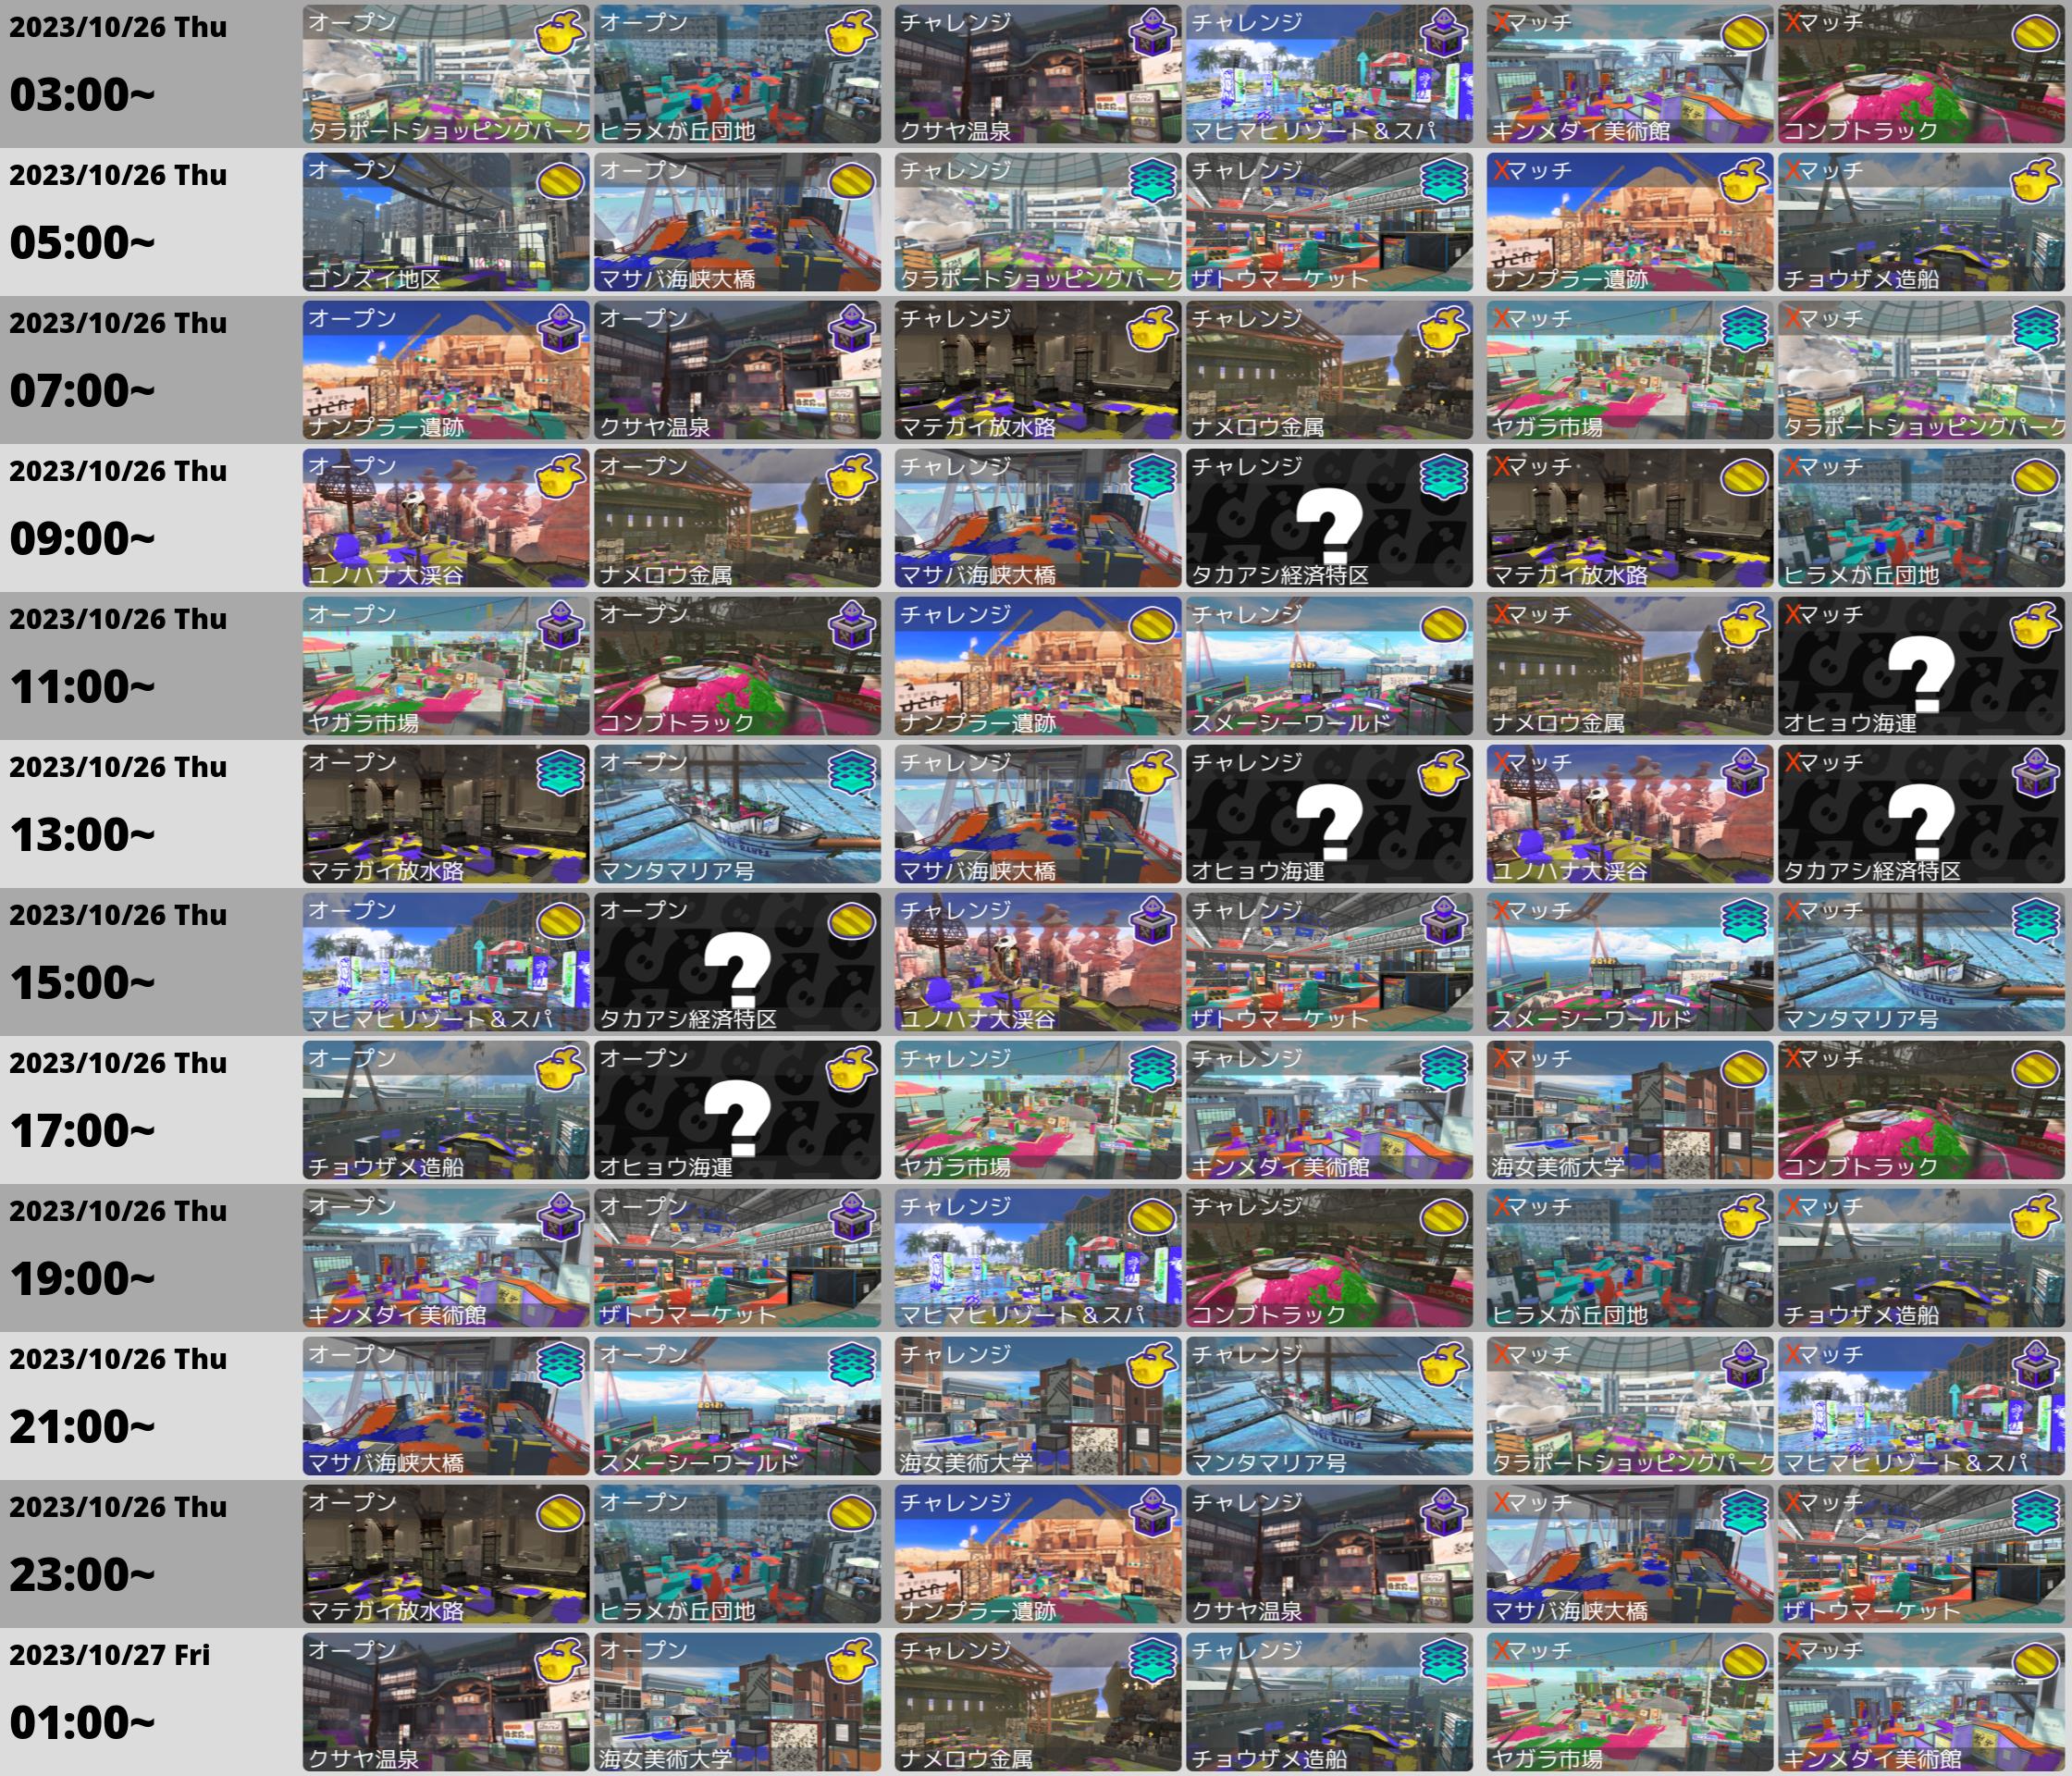 2023/10/26 Thu
03:00~
オープン
タラポートショッピングパーク
オープン
ヒラメが丘団地
チャレンジ
クサヤ温泉
チャレンジ
マヒマヒリゾート&スパ
Xマッチ
キンメダイ美術館
Xマッチ
コンブトラック
2023/10/26 Thu
05:00~
オープン
ゴンズイ地区
オープン
マサバ海峡大橋
チャレンジ
タラポートショッピングパーク
チャレンジ
ザトウマーケット
Xマッチ
ナンプラー遺跡
Xマッチ
チョウザメ造船
2023/10/26 Thu
07:00~
オープン
ナンプラー遺跡
オープン
クサヤ温泉
チャレンジ
マテガイ放水路
チャレンジ
ナメロウ金属
Xマッチ
ヤガラ市場
Xマッチ
タラポートショッピングパーク
2023/10/26 Thu
09:00~
オープン
ユノハナ大渓谷
オープン
ナメロウ金属
チャレンジ
マサバ海峡大橋
チャレンジ
?
タカアシ経済特区
Xマッチ
マテガイ放水路
Xマッチ
ヒラメが丘団地
2023/10/26 Thu
11:00~
オープン
ヤガラ市場
オープン
コンブトラック
チャレンジ
ナンプラー遺跡
チャレンジ
スメーシーワールド
Xマッチ
ナメロウ金属
Xマッチ
?
オヒョウ海運
2023/10/26 Thu
13:00~
オープン
マテガイ放水路
オープン
マンタマリア号
チャレンジ
マサバ海峡大橋
チャレンジ
?
オヒョウ海運
Xマッチ
ユノハナ大渓谷
Xマッチ
?
タカアシ経済特区
2023/10/26 Thu
15:00~
オープン
マヒマヒリゾート&スパ
オープン
?
タカアシ経済特区
チャレンジ
ユノハナ大渓谷
チャレンジ
ザトウマーケット
Xマッチ
スメーシーワールド
Xマッチ
マンタマリア号
2023/10/26 Thu
17:00~
オープン
チョウザメ造船
オープン
?
オヒョウ海運
チャレンジ
ヤガラ市場
チャレンジ
キンメダイ美術館
Xマッチ
海女美術大学
Xマッチ
コンブトラック
2023/10/26 Thu
19:00~
オープン
キンメダイ美術館
オープン
ザトウマーケット
チャレンジ
マヒマヒリゾート&スパ
チャレンジ
コンブトラック
Xマッチ
ヒラメが丘団地
Xマッチ
チョウザメ造船
2023/10/26 Thu
21:00~
オープン
マサバ海峡大橋
オープン
スメーシーワールド
チャレンジ
海女美術大学
チャレンジ
マンタマリア号
Xマッチ
タラポートショッピングパーク
Xマッチ
マヒマヒリゾート&スパ
2023/10/26 Thu
23:00~
オープン
マテガイ放水路
オープン
ヒラメが丘団地
チャレンジ
ナンプラー遺跡
チャレンジ
クサヤ温泉
Xマッチ
マサバ海峡大橋
Xマッチ
ザトウマーケット
2023/10/27 Fri
01:00~
オープン
クサヤ温泉
オープン
海女美術大学
チャレンジ
ナメロウ金属
チャレンジ
チョウザメ造船
Xマッチ
ヤガラ市場
Xマッチ
キンメダイ美術館